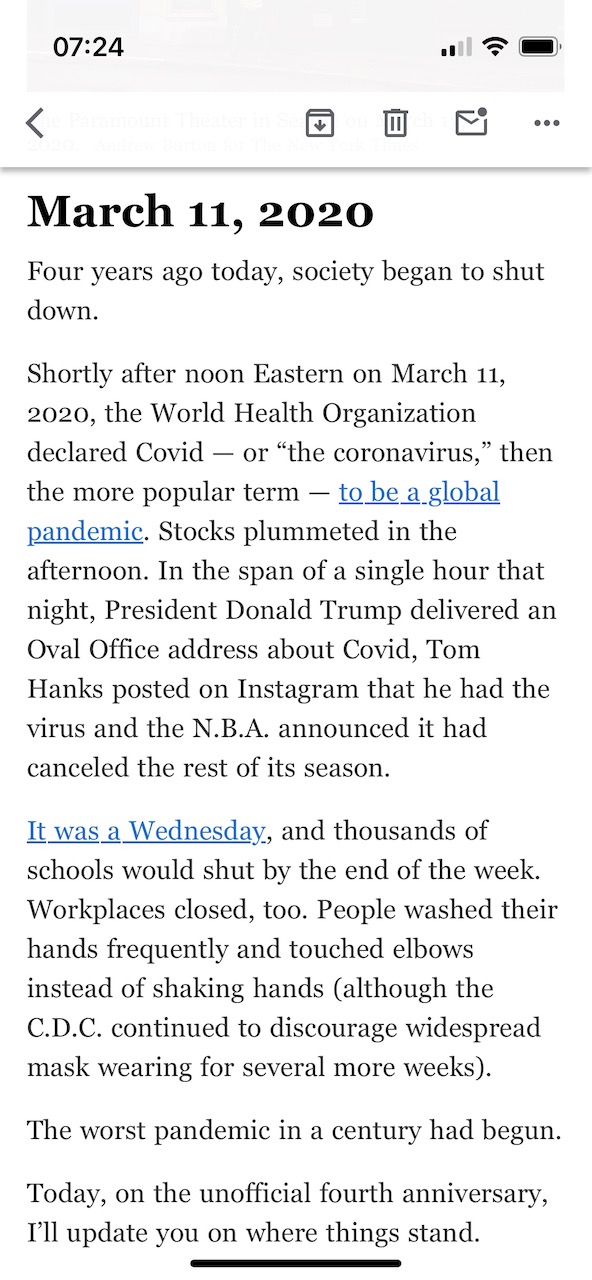 07:24
he Paramount Theater in Se on March 1
2020. Andrew Burton for The New York Times
March 11, 2020
Four years ago today, society began to shut
down.
Shortly after noon Eastern on March 11,
2020, the World Health Organization
declared Covid — or “the coronavirus,” then
the more popular term — to be a global
pandemic. Stocks plummeted in the
afternoon. In the span of a single hour that
night, President Donald Trump delivered an
Oval Office address about Covid, Tom
Hanks posted on Instagram that he had the
virus and the N.B.A. announced it had
canceled the rest of its season.
It was a Wednesday, and thousands of
schools would shut by the end of the week.
Workplaces closed, too. People washed their
hands frequently and touched elbows
instead of shaking hands (although the
C.D.C. continued to discourage widespread
mask wearing for several more weeks).
The worst pandemic in a century had begun.
Today, on the unofficial fourth anniversary,
I’ll update you on where things stand.